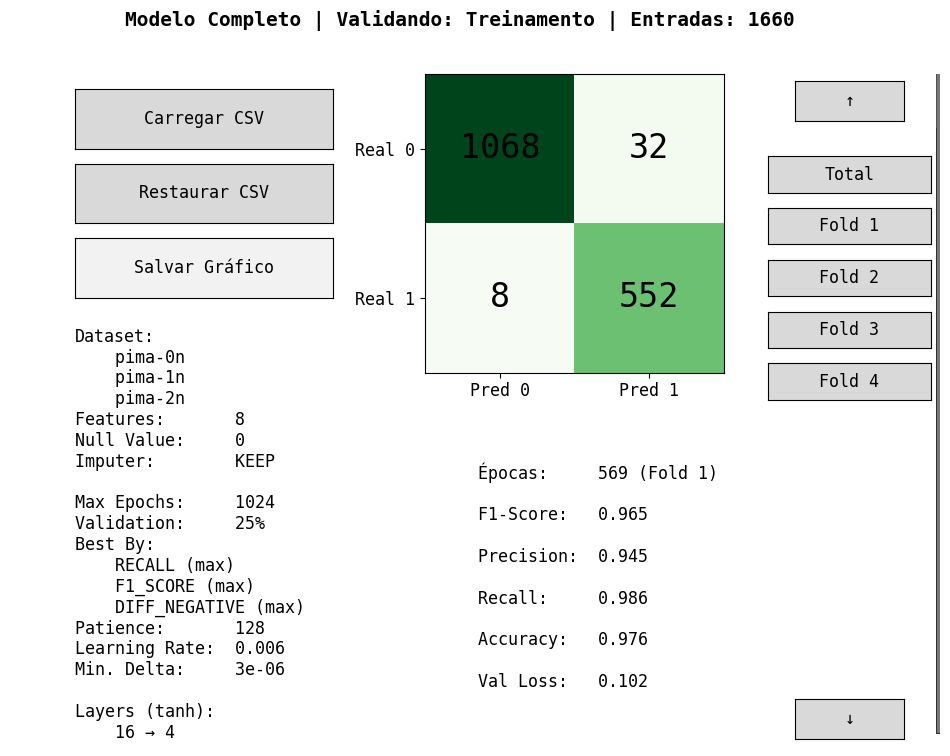 Modelo Completo | Validando: Treinamento | Entradas: 1660
Carregar CSV
Restaurar CSV
Salvar Gráfico
Dataset:
pima-0n
pima-1n
pima-2n
Features: 8
Null Value: 0
Imputer: KEEP
Max Epochs: 1024
Validation: 25%
Best By:
RECALL (max)
F1_SCORE (max)
DIFF_NEGATIVE (max)
Patience: 128
Learning Rate: 0.006
Min. Delta: 3e-06
Layers (tanh):
16 → 4
Real 0 1068 32
Real 1 8 552
Pred 0 Pred 1
Épocas: 569 (Fold 1)
F1-Score: 0.965
Precision: 0.945
Recall: 0.986
Accuracy: 0.976
Val Loss: 0.102
↑
Total
Fold 1
Fold 2
Fold 3
Fold 4
↓